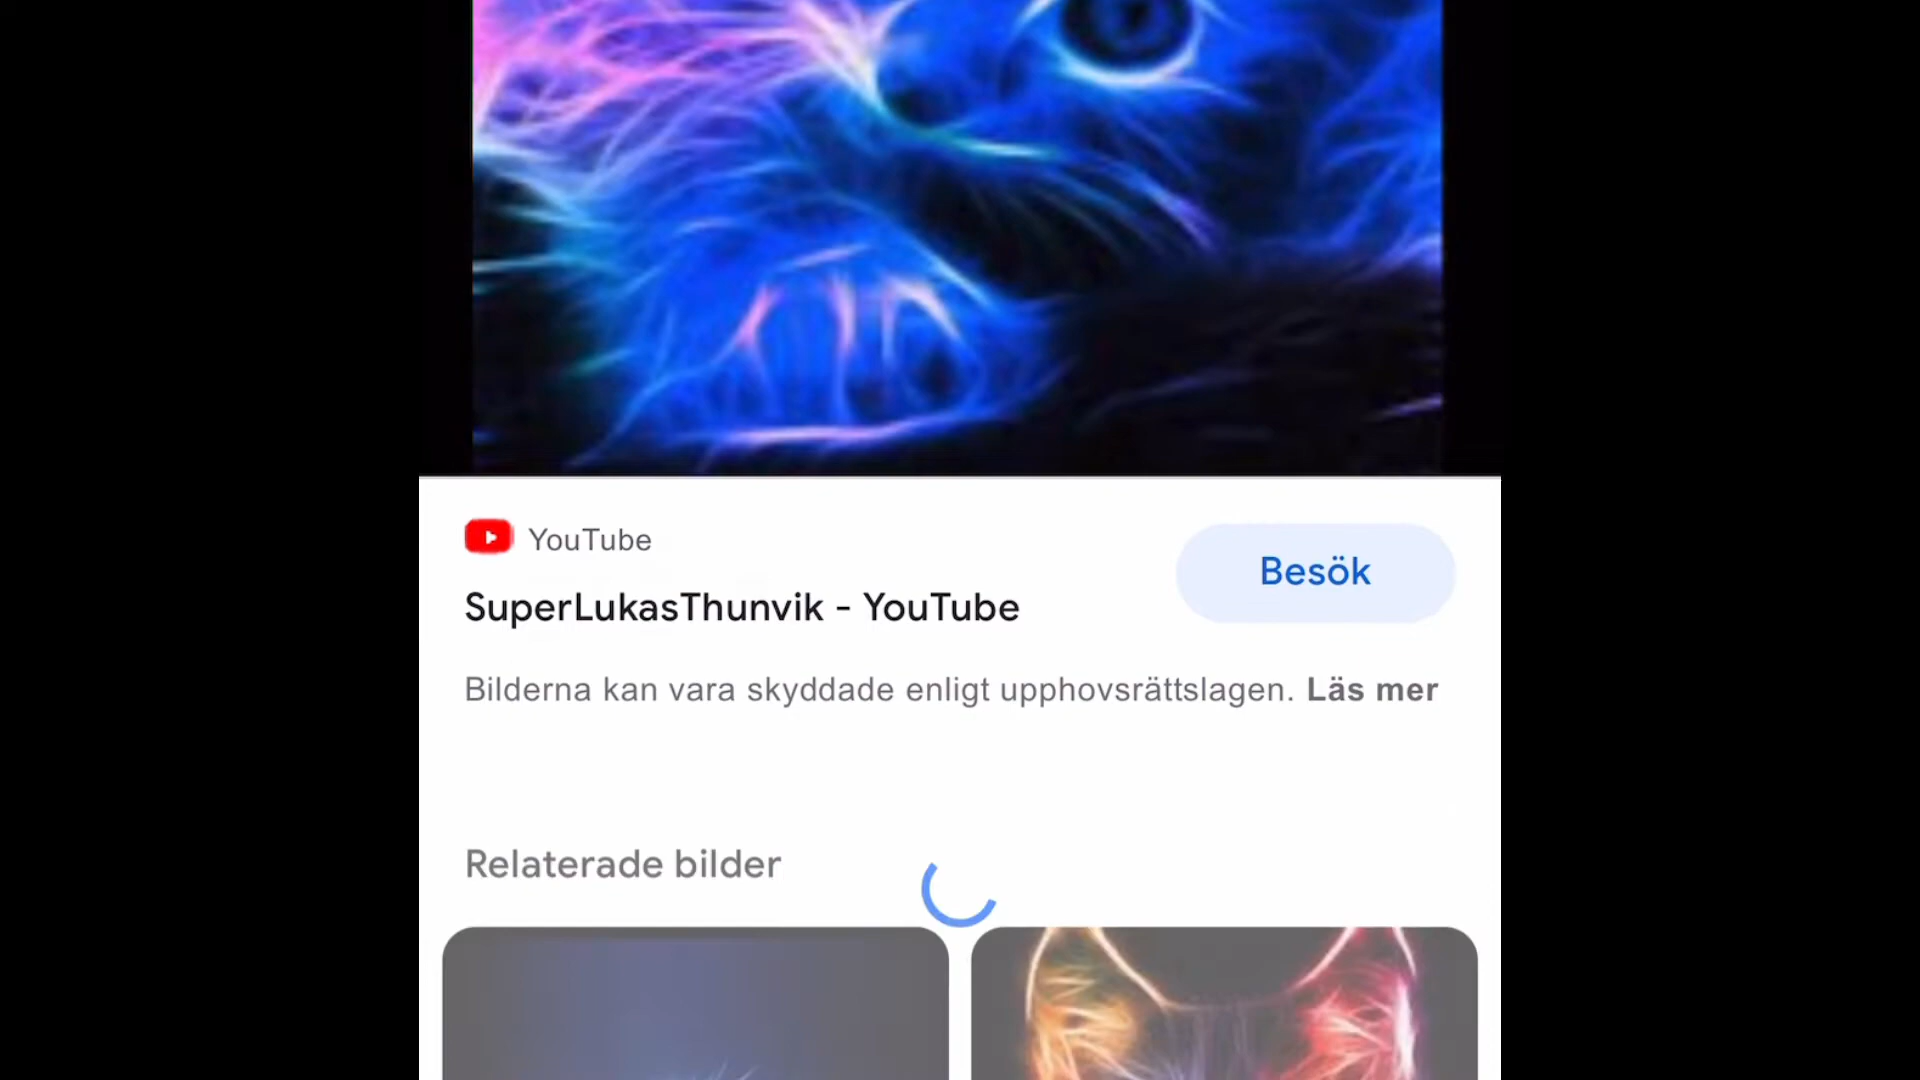 YouTube
Besök
SuperLukasThunvik - YouTube
Bilderna kan vara skyddade enligt upphovsrättslagen. Läs mer
Relaterade bilder